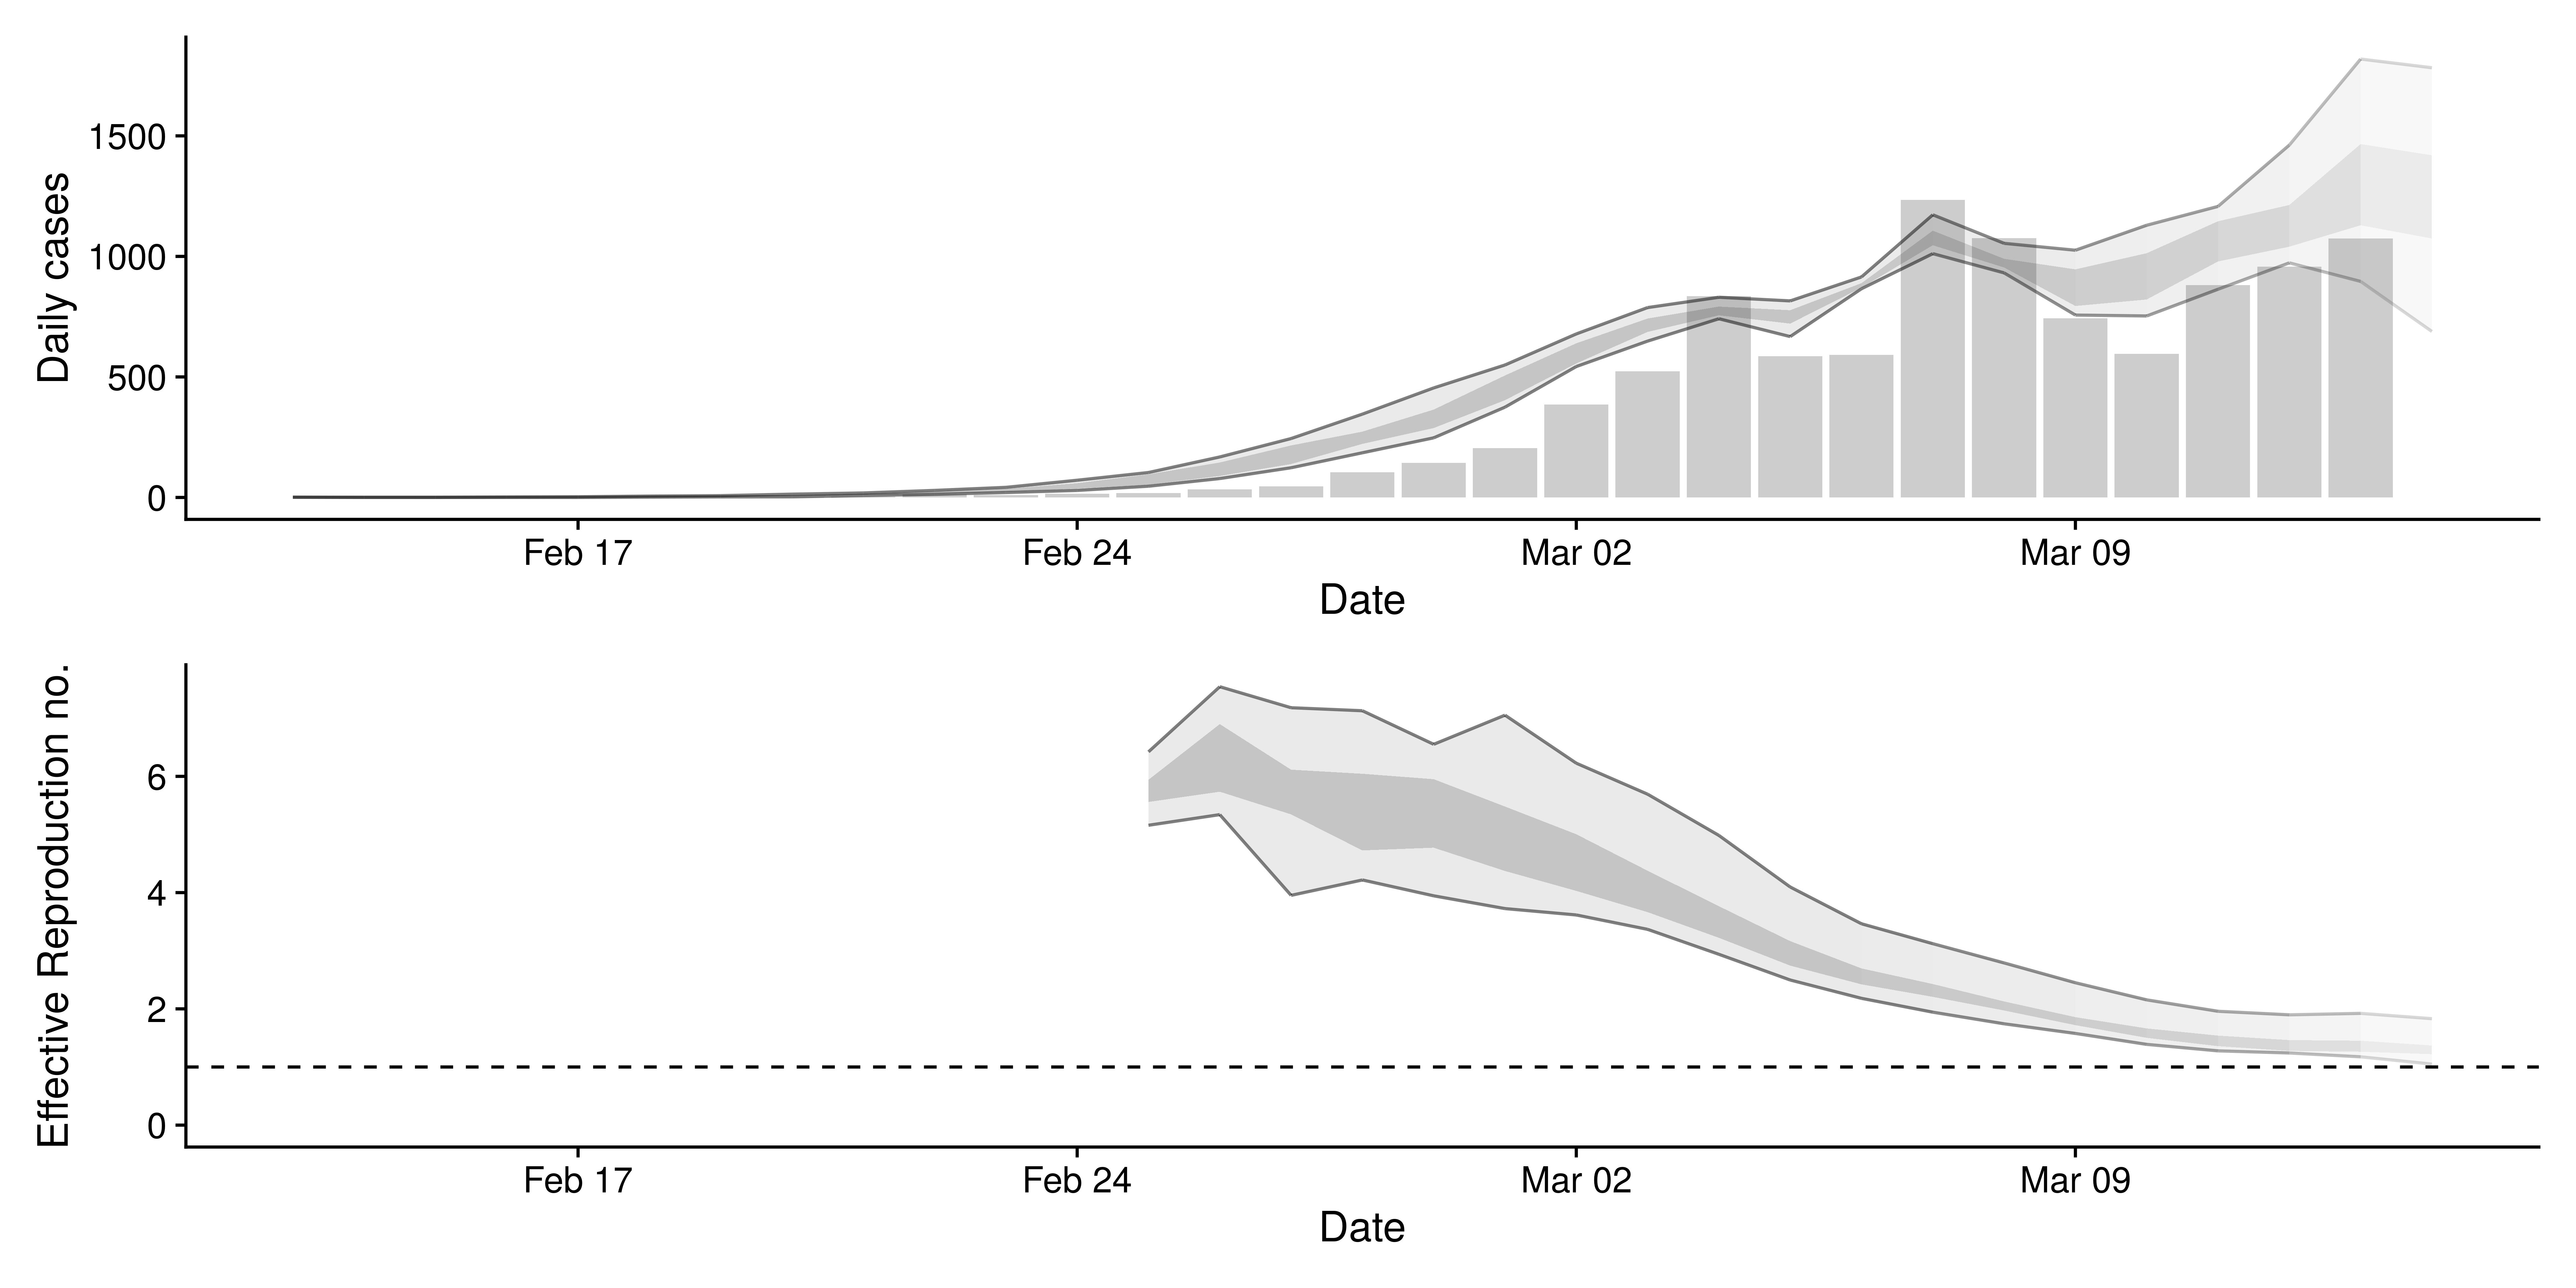 Daily cases
1500
1000
500
0
Feb 17 Feb 24 Mar 02 Mar 09
Date
Effective Reproduction no.
6
4
2
0
Feb 17 Feb 24 Mar 02 Mar 09
Date